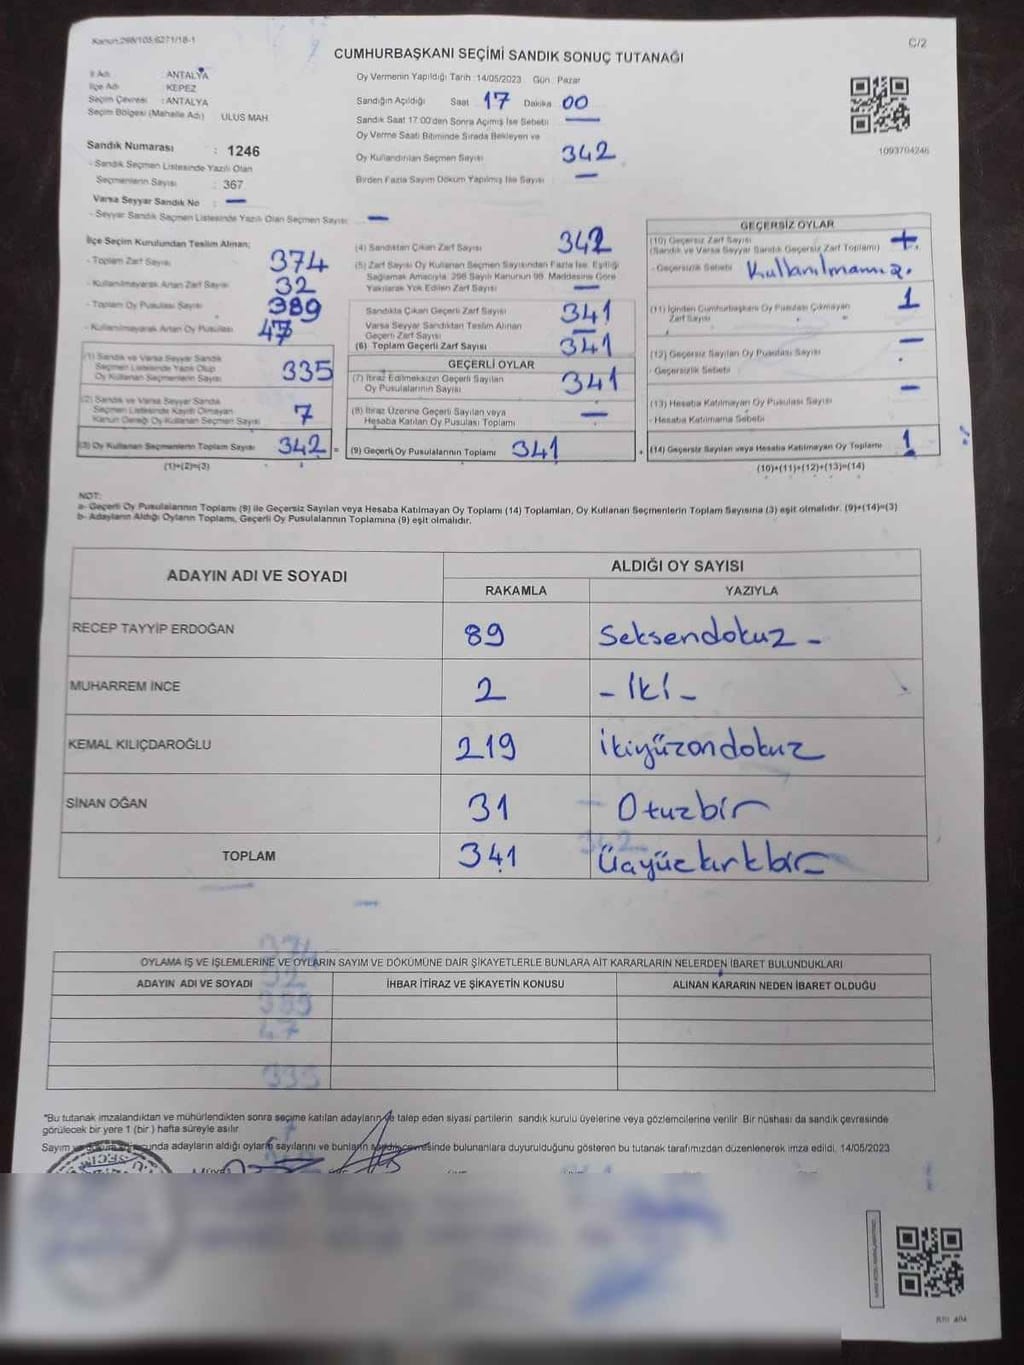 Kanun:298/105;6271/18-1
C/2
CUMHURBAŞKANI SEÇİMİ SANDIK SONUÇ TUTANAĞI
İl Adı : ANTALYA
İlçe Adı : KEPEZ
Seçim Çevresi : ANTALYA
Seçim Bölgesi (Mahalle Adı) ULUS MAH
Sandık Numarası : 1246
- Sandık Seçmen Listesinde Yazılı Olan
Seçmenlerin Sayısı : 367
Varsa Seyyar Sandık No : —
- Seyyar Sandık Seçmen Listesinde Yazılı Olan Seçmen Sayısı : —
Oy Vermenin Yapıldığı Tarih :14/05/2023 Gün : Pazar
Sandığın Açıldığı Saat 17 Dakika 00
Sandık Saat 17:00'den Sonra Açılmış İse Sebebi —
Oy Verme Saati Bitiminde Sırada Bekleyen ve
Oy Kullandırılan Seçmen Sayısı 342
Birden Fazla Sayım Döküm Yapılmış İse Sayısı —
1093704246
İlçe Seçim Kurulundan Teslim Alınan;
- Toplam Zarf Sayısı 374
- Kullanılmayarak Artan Zarf Sayısı 32
- Toplam Oy Pusulası Sayısı 389
- Kullanılmayarak Artan Oy Pusulası 47
(1) Sandık ve Varsa Seyyar Sandık
Seçmen Listesinde Yazılı Olup
Oy Kullanan Seçmenlerin Sayısı 335
(2) Sandık ve Varsa Seyyar Sandık
Seçmen Listesinde Kayıtlı Olmayan
Kanun Gereği Oy Kullanan Seçmen Sayısı 7
(3) Oy Kullanan Seçmenlerin Toplam Sayısı 342 =
(1)+(2)=(3)
(4) Sandıktan Çıkan Zarf Sayısı 342
(5) Zarf Sayısı Oy Kullanan Seçmen Sayısından Fazla İse, Eşitliği
Sağlamak Amacıyla, 298 Sayılı Kanunun 98. Maddesine Göre
Yakılarak Yok Edilen Zarf Sayısı —
Sandıkta Çıkan Geçerli Zarf Sayısı 341
Varsa Seyyar Sandıktan Teslim Alınan
Geçerli Zarf Sayısı —
(6) Toplam Geçerli Zarf Sayısı 341
GEÇERLİ OYLAR
(7) İtiraz Edilmeksizin Geçerli Sayılan
Oy Pusulalarının Sayısı 341
(8) İtiraz Üzerine Geçerli Sayılan veya
Hesaba Katılan Oy Pusulası Toplamı —
(9) Geçerli Oy Pusulalarının Toplamı 341 +
GEÇERSİZ OYLAR
(10) Geçersiz Zarf Sayısı
(Sandık ve Varsa Seyyar Sandık Geçersiz Zarf Toplamı)
- Geçersizlik Sebebi
(11) İçinden Cumhurbaşkanı Oy Pusulası Çıkmayan
Zarf Sayısı 1
(12) Geçersiz Sayılan Oy Pusulası Sayısı —
- Geçersizlik Sebebi
(13) Hesaba Katılmayan Oy Pusulası Sayısı —
- Hesaba Katılmama Sebebi
(14) Geçersiz Sayılan veya Hesaba Katılmayan Oy Toplamı 1
(10)+(11)+(12)+(13)=(14)
NOT:
a- Geçerli Oy Pusulalarının Toplamı (9) ile Geçersiz Sayılan veya Hesaba Katılmayan Oy Toplamı (14) Toplamları, Oy Kullanan Seçmenlerin Toplam Sayısına (3) eşit olmalıdır. (9)+(14)=(3)
b- Adayların Aldığı Oyların Toplamı, Geçerli Oy Pusulalarının Toplamına (9) eşit olmalıdır.
ADAYIN ADI VE SOYADI
ALDIĞI OY SAYISI
RAKAMLA YAZIYLA
RECEP TAYYİP ERDOĞAN 89 Seksendokuz -
MUHARREM İNCE 2 - İki -
KEMAL KILIÇDAROĞLU 219 ikiyüzondokuz
SİNAN OĞAN 31 Otuzbir
TOPLAM 341 Üçyüzkırkbir
OYLAMA İŞ VE İŞLEMLERİNE VE OYLARIN SAYIM VE DÖKÜMÜNE DAİR ŞİKAYETLERLE BUNLARA AİT KARARLARIN NELERDEN İBARET BULUNDUKLARI
ADAYIN ADI VE SOYADI İHBAR İTİRAZ VE ŞİKAYETİN KONUSU ALINAN KARARIN NEDEN İBARET OLDUĞU
*Bu tutanak imzalandıktan ve mühürlendikten sonra seçime katılan adayların ve talep eden siyasi partilerin sandık kurulu üyelerine veya gözlemcilerine verilir. Bir nüshası da sandık çevresinde
görülecek bir yere 1 (bir) hafta süreyle asılır.
adayların aldığı oyların sayılarını ve bunların sandık çevresinde bulunanlara duyurulduğunu gösteren bu tutanak tarafımızdan düzenlenerek imza edildi. 14/05/2023